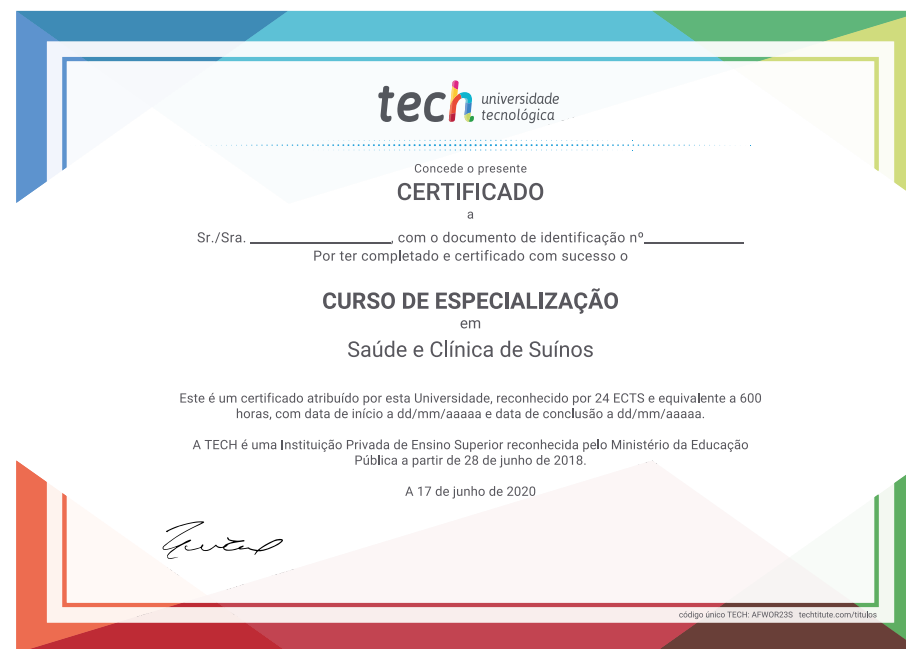 tech universidade
tecnológica
Concede o presente
CERTIFICADO
a
Sr./Sra. ____________, com o documento de identificação nº____________
Por ter completado e certificado com sucesso o
CURSO DE ESPECIALIZAÇÃO
em
Saúde e Clínica de Suínos
Este é um certificado atribuído por esta Universidade, reconhecido por 24 ECTS e equivalente a 600
horas, com data de início a dd/mm/aaaaa e data de conclusão a dd/mm/aaaaa.
A TECH é uma Instituição Privada de Ensino Superior reconhecida pelo Ministério da Educação
Pública a partir de 28 de junho de 2018.
A 17 de junho de 2020
código único TECH: AFWOR23S techtitute.com/titulos